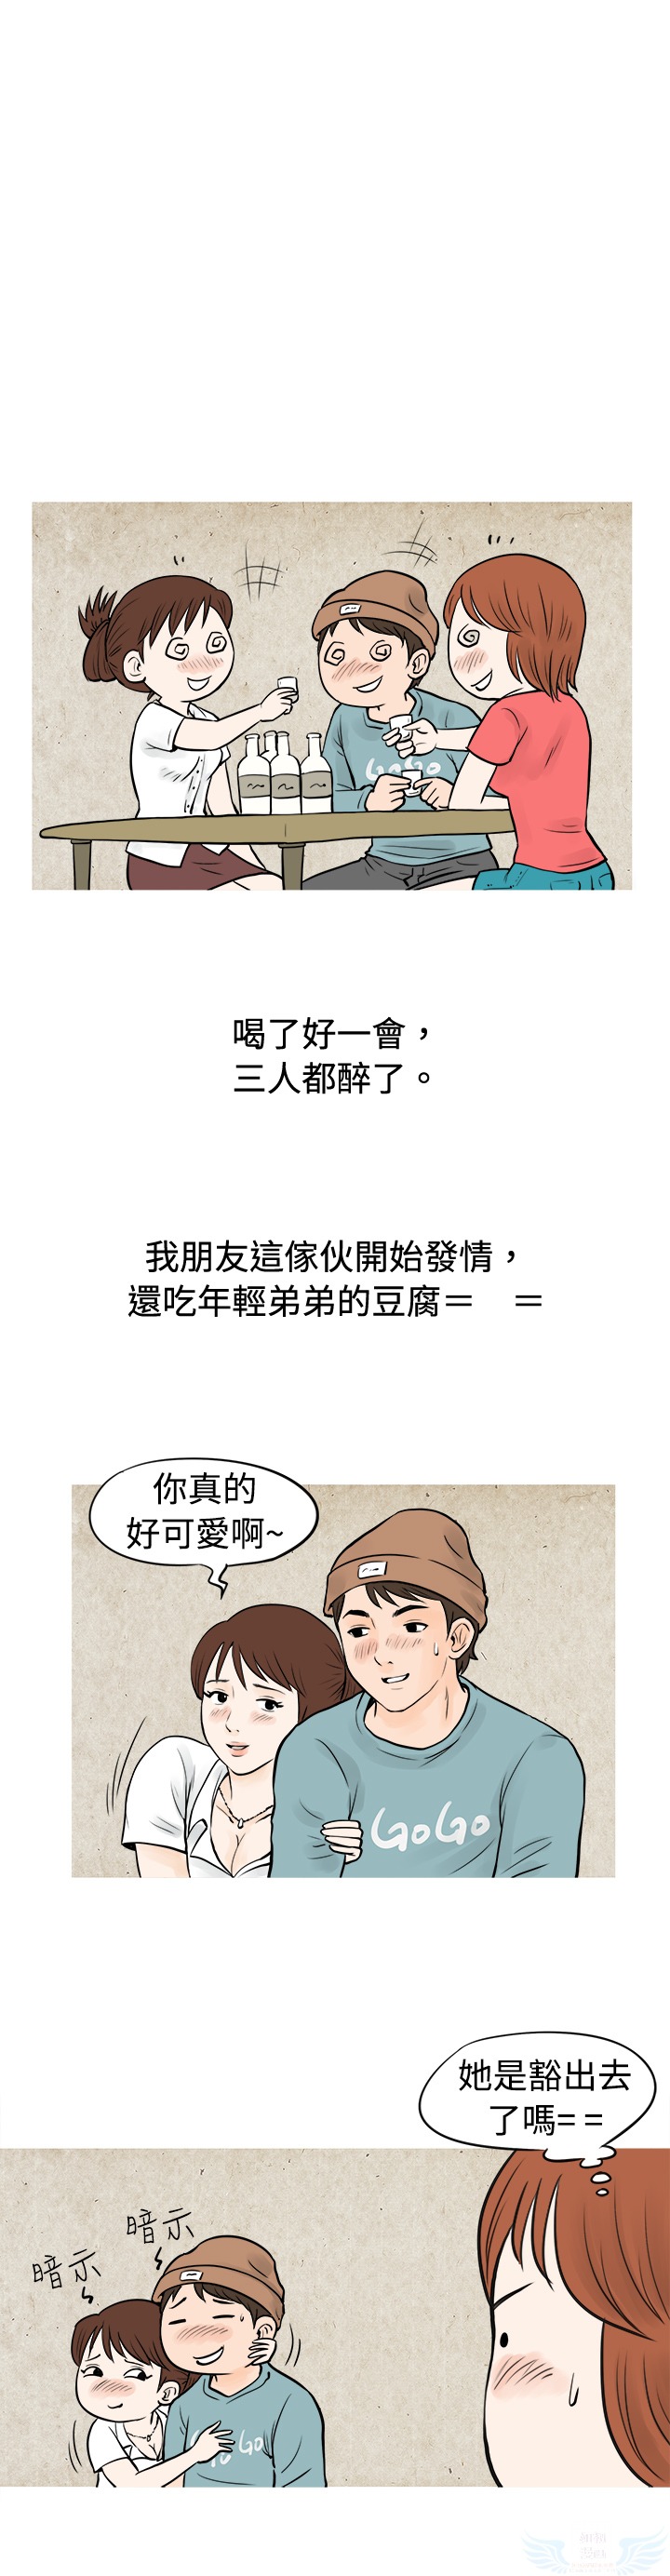 GoGo
喝了好一會，
三人都醉了。
我朋友這傢伙開始發情，
還吃年輕弟弟的豆腐＝　＝
你真的
好可愛啊~
GoGo
她是豁出去
了嗎= =
暗示
暗示
GoGo